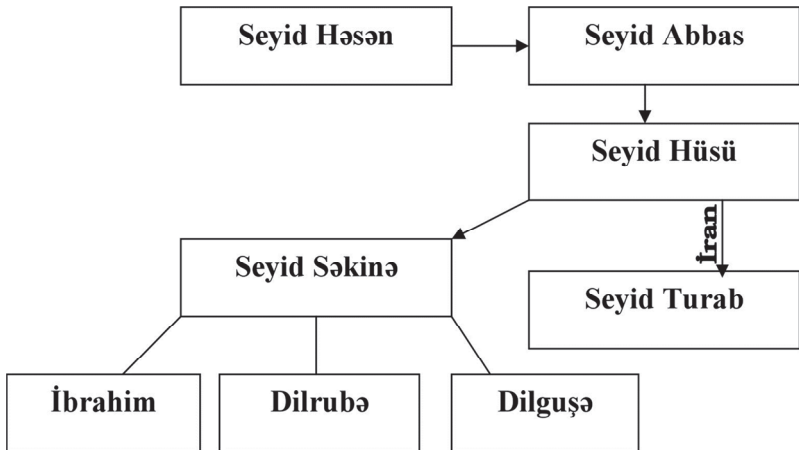 Seyid Həsən
Seyid Abbas
Seyid Hüsü
İran
Seyid Səkinə
Seyid Turab
İbrahim
Dilrubə
Dilguşə